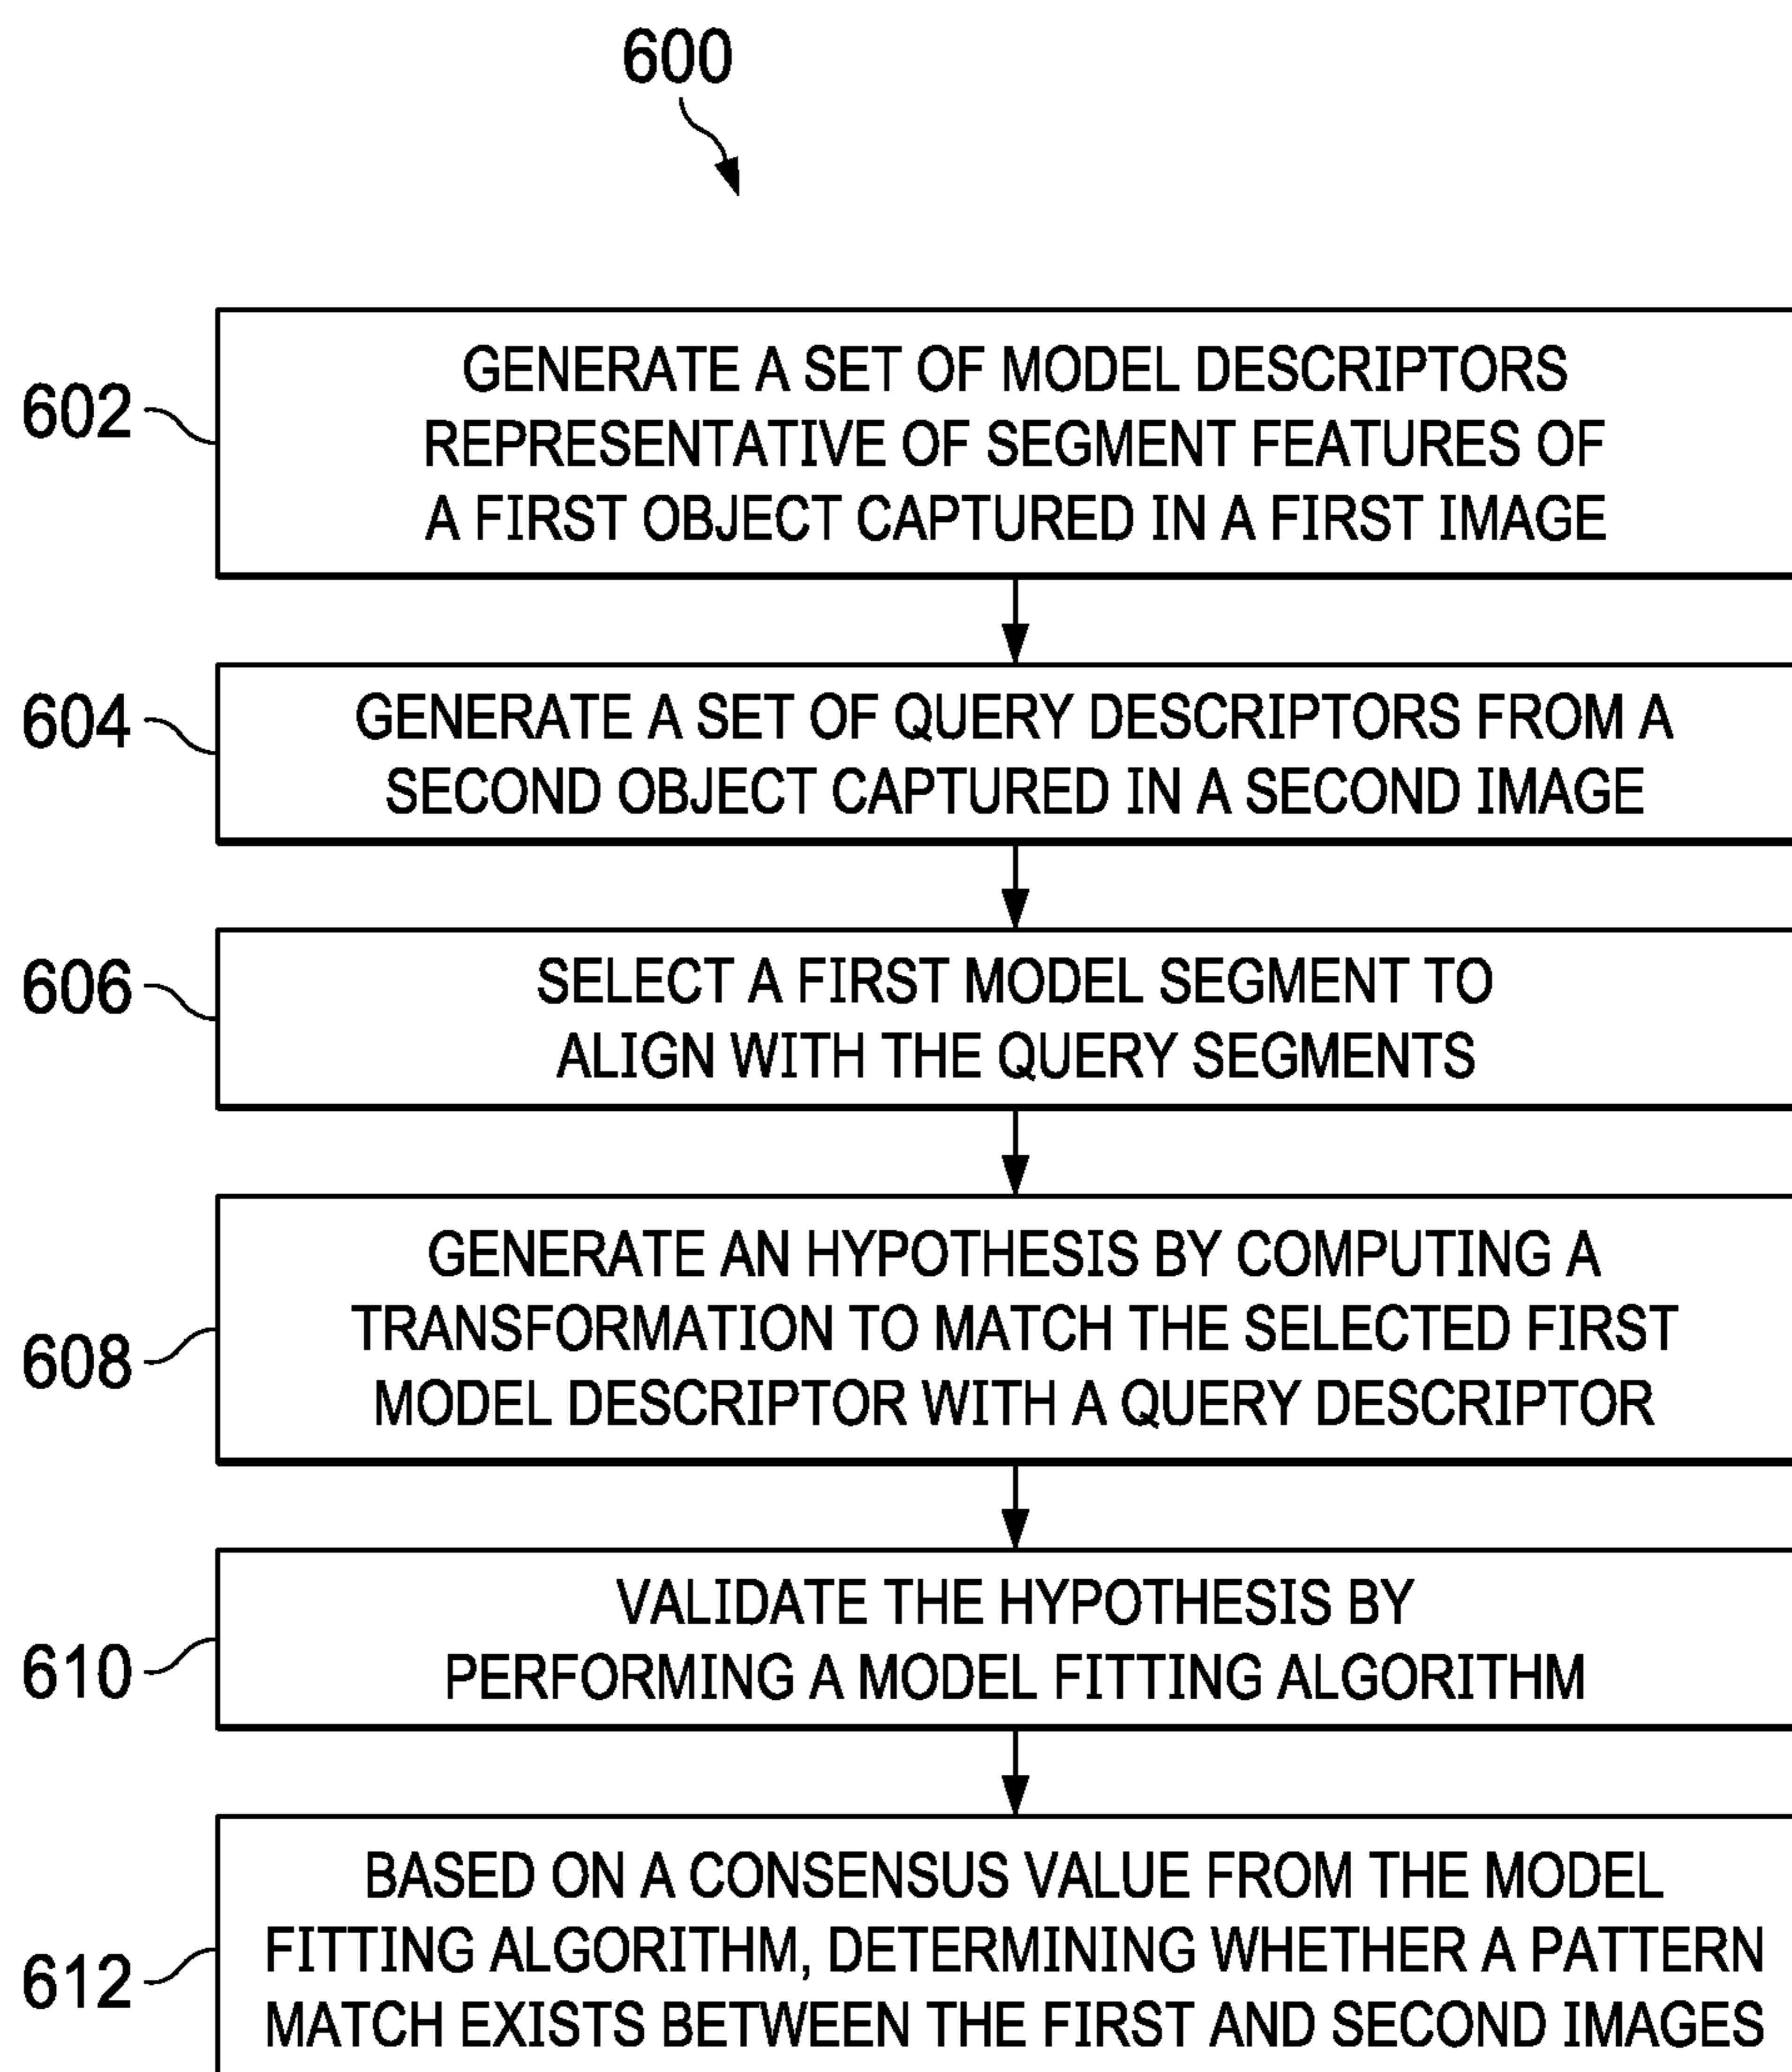 600
602
GENERATE A SET OF MODEL DESCRIPTORS
REPRESENTATIVE OF SEGMENT FEATURES OF
A FIRST OBJECT CAPTURED IN A FIRST IMAGE
604
GENERATE A SET OF QUERY DESCRIPTORS FROM A
SECOND OBJECT CAPTURED IN A SECOND IMAGE
606
SELECT A FIRST MODEL SEGMENT TO
ALIGN WITH THE QUERY SEGMENTS
608
GENERATE AN HYPOTHESIS BY COMPUTING A
TRANSFORMATION TO MATCH THE SELECTED FIRST
MODEL DESCRIPTOR WITH A QUERY DESCRIPTOR
610
VALIDATE THE HYPOTHESIS BY
PERFORMING A MODEL FITTING ALGORITHM
612
BASED ON A CONSENSUS VALUE FROM THE MODEL
FITTING ALGORITHM, DETERMINING WHETHER A PATTERN
MATCH EXISTS BETWEEN THE FIRST AND SECOND IMAGES